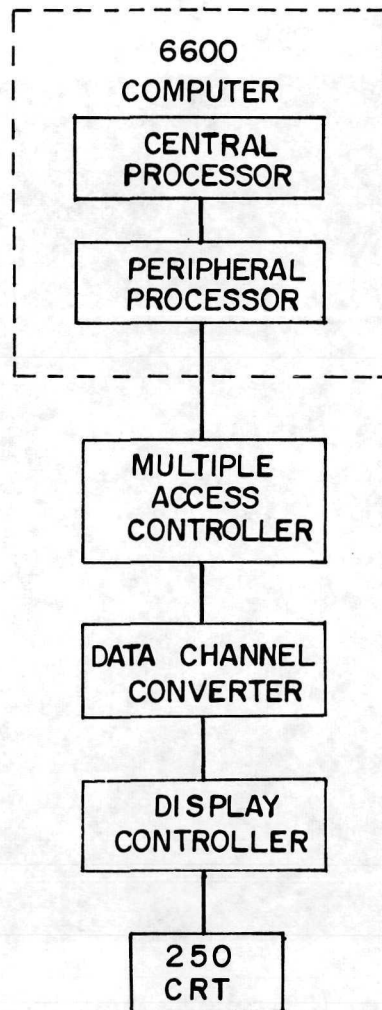 6600
COMPUTER
CENTRAL
PROCESSOR
PERIPHERAL
PROCESSOR
MULTIPLE
ACCESS
CONTROLLER
DATA CHANNEL
CONVERTER
DISPLAY
CONTROLLER
250
CRT